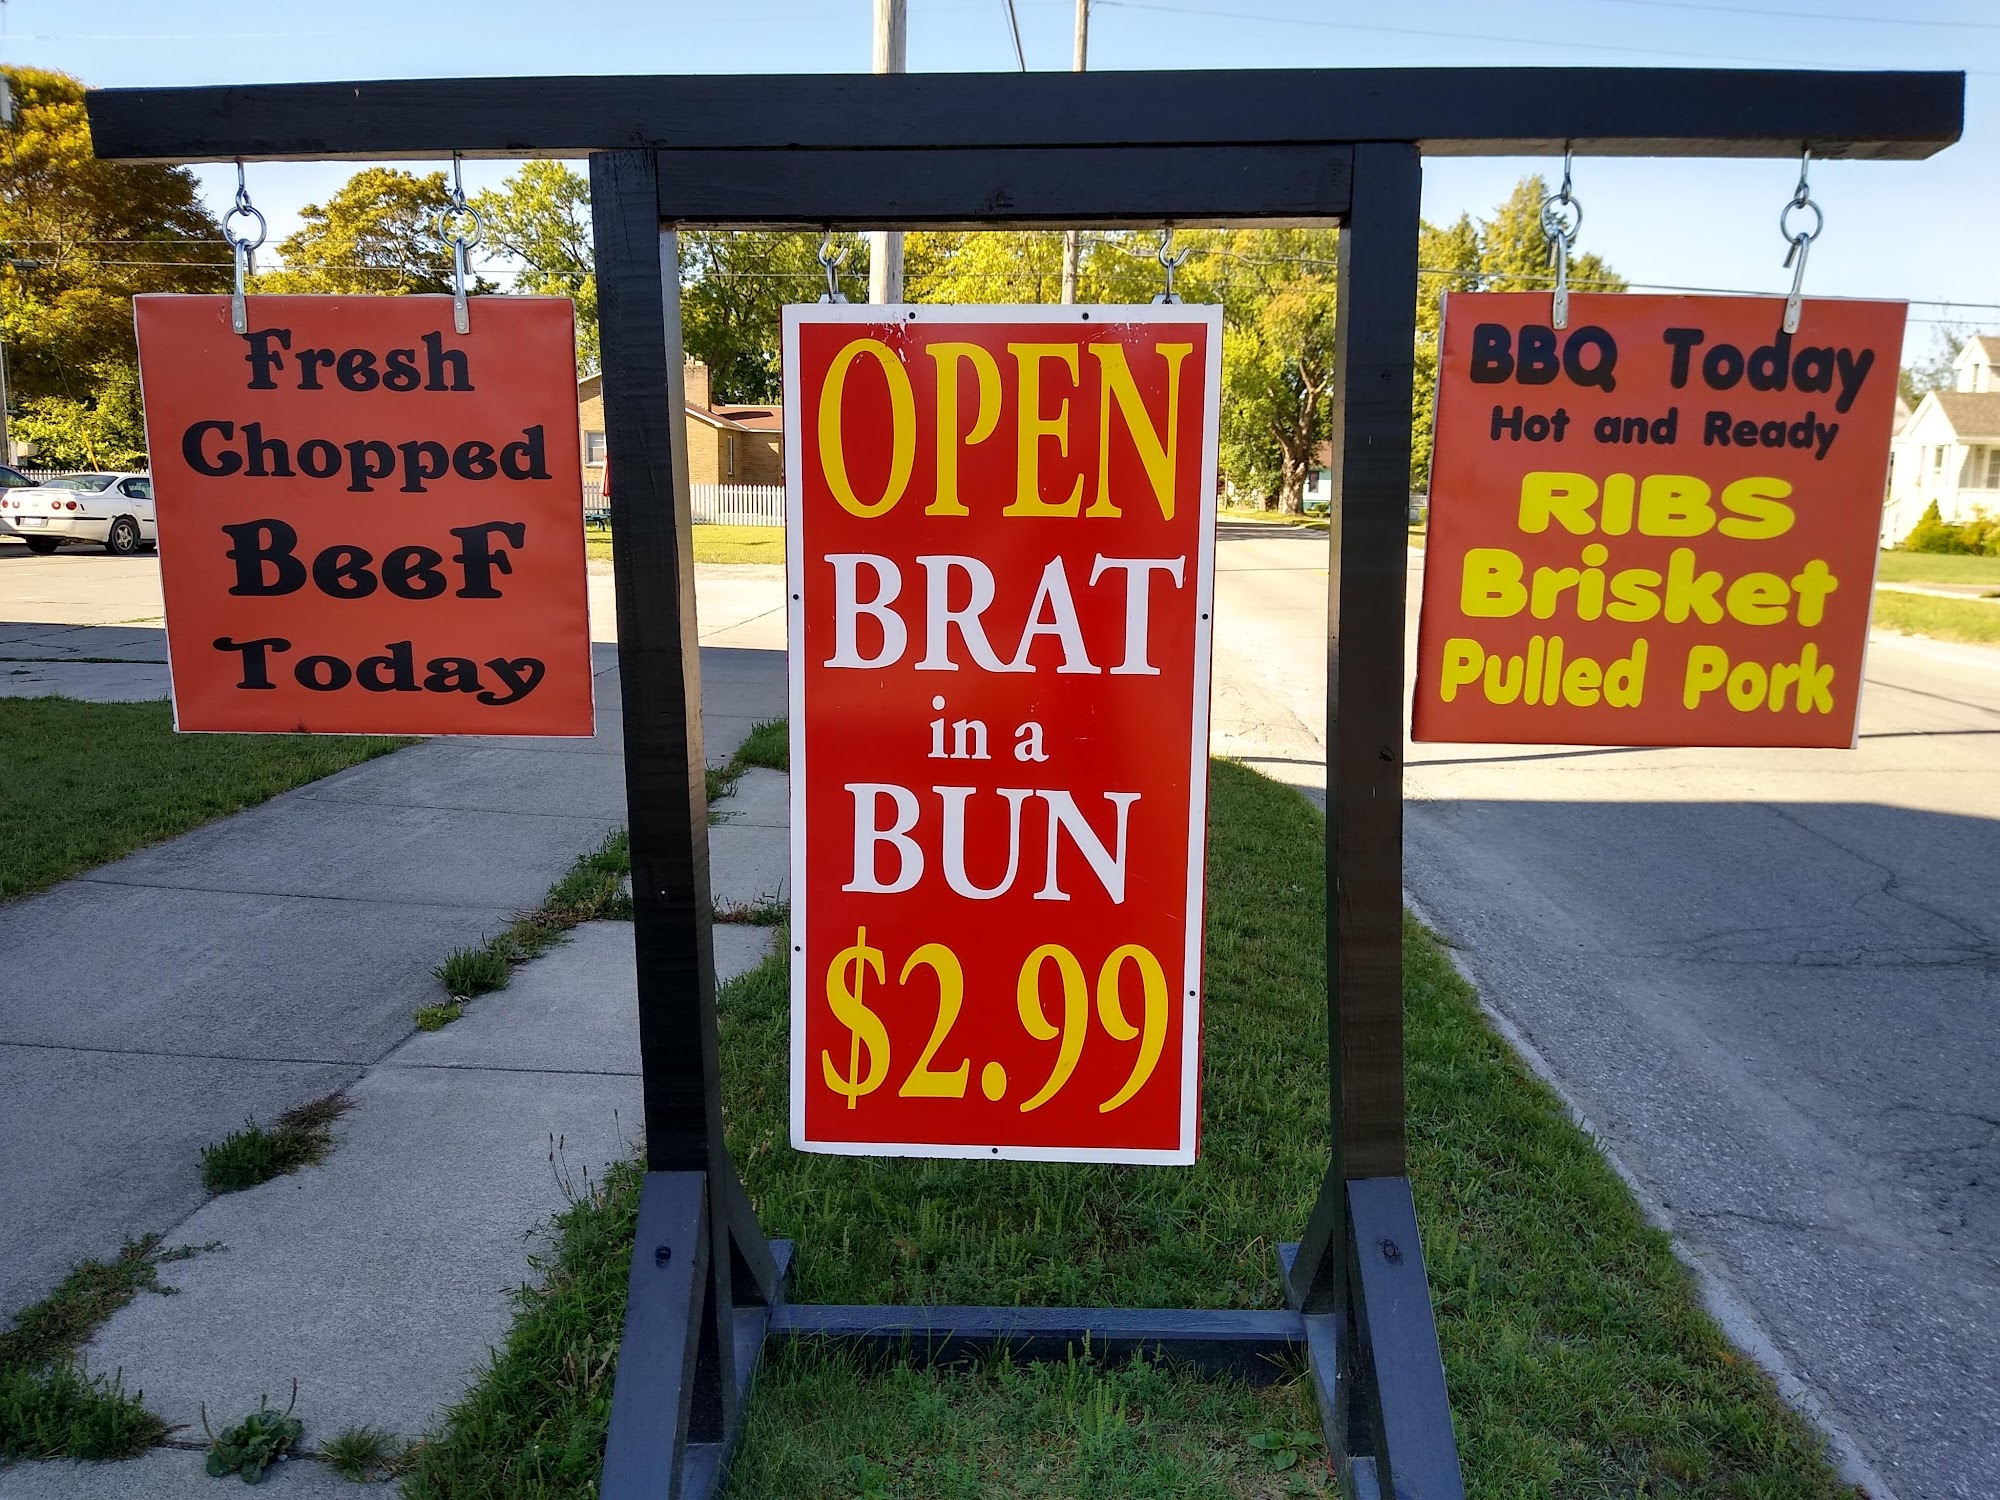 Fresh
Chopped
BeeF
Today
OPEN
BRAT
in a
BUN
$2.99
BBQ Today
Hot and Ready
RIBS
Brisket
Pulled Pork